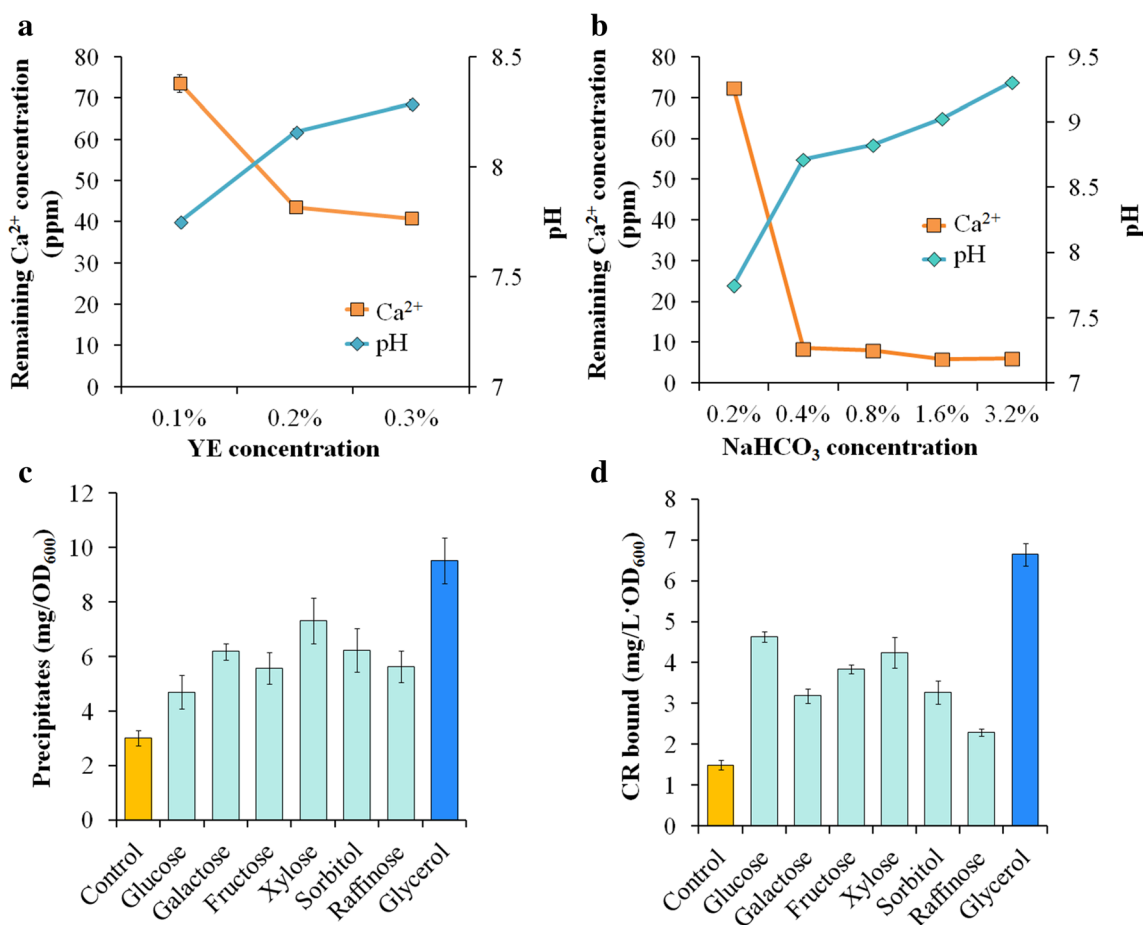 a
80
70
60
50
40
30
20
10
0
Remaining Ca²⁺ concentration
(ppm)
8.5
8
7.5
7
pH
Ca²⁺
pH
0.1% 0.2% 0.3%
YE concentration
b
80
70
60
50
40
30
20
10
0
Remaining Ca²⁺ concentration
(ppm)
9.5
9
8.5
8
7.5
7
pH
Ca²⁺
pH
0.2% 0.4% 0.8% 1.6% 3.2%
NaHCO₃ concentration
c
12
10
8
6
4
2
0
Precipitates (mg/OD₆₀₀)
Control
Glucose
Galactose
Fructose
Xylose
Sorbitol
Raffinose
Glycerol
d
8
7
6
5
4
3
2
1
0
CR bound (mg/L·OD₆₀₀)
Control
Glucose
Galactose
Fructose
Xylose
Sorbitol
Raffinose
Glycerol